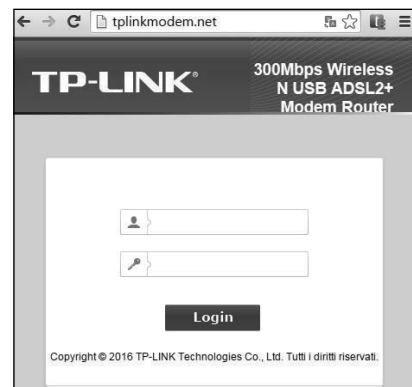 tplinkmodem.net
TP-LINK®
300Mbps Wireless
N USB ADSL2+
Modem Router
Login
Copyright © 2016 TP-LINK Technologies Co., Ltd. Tutti i diritti riservati.